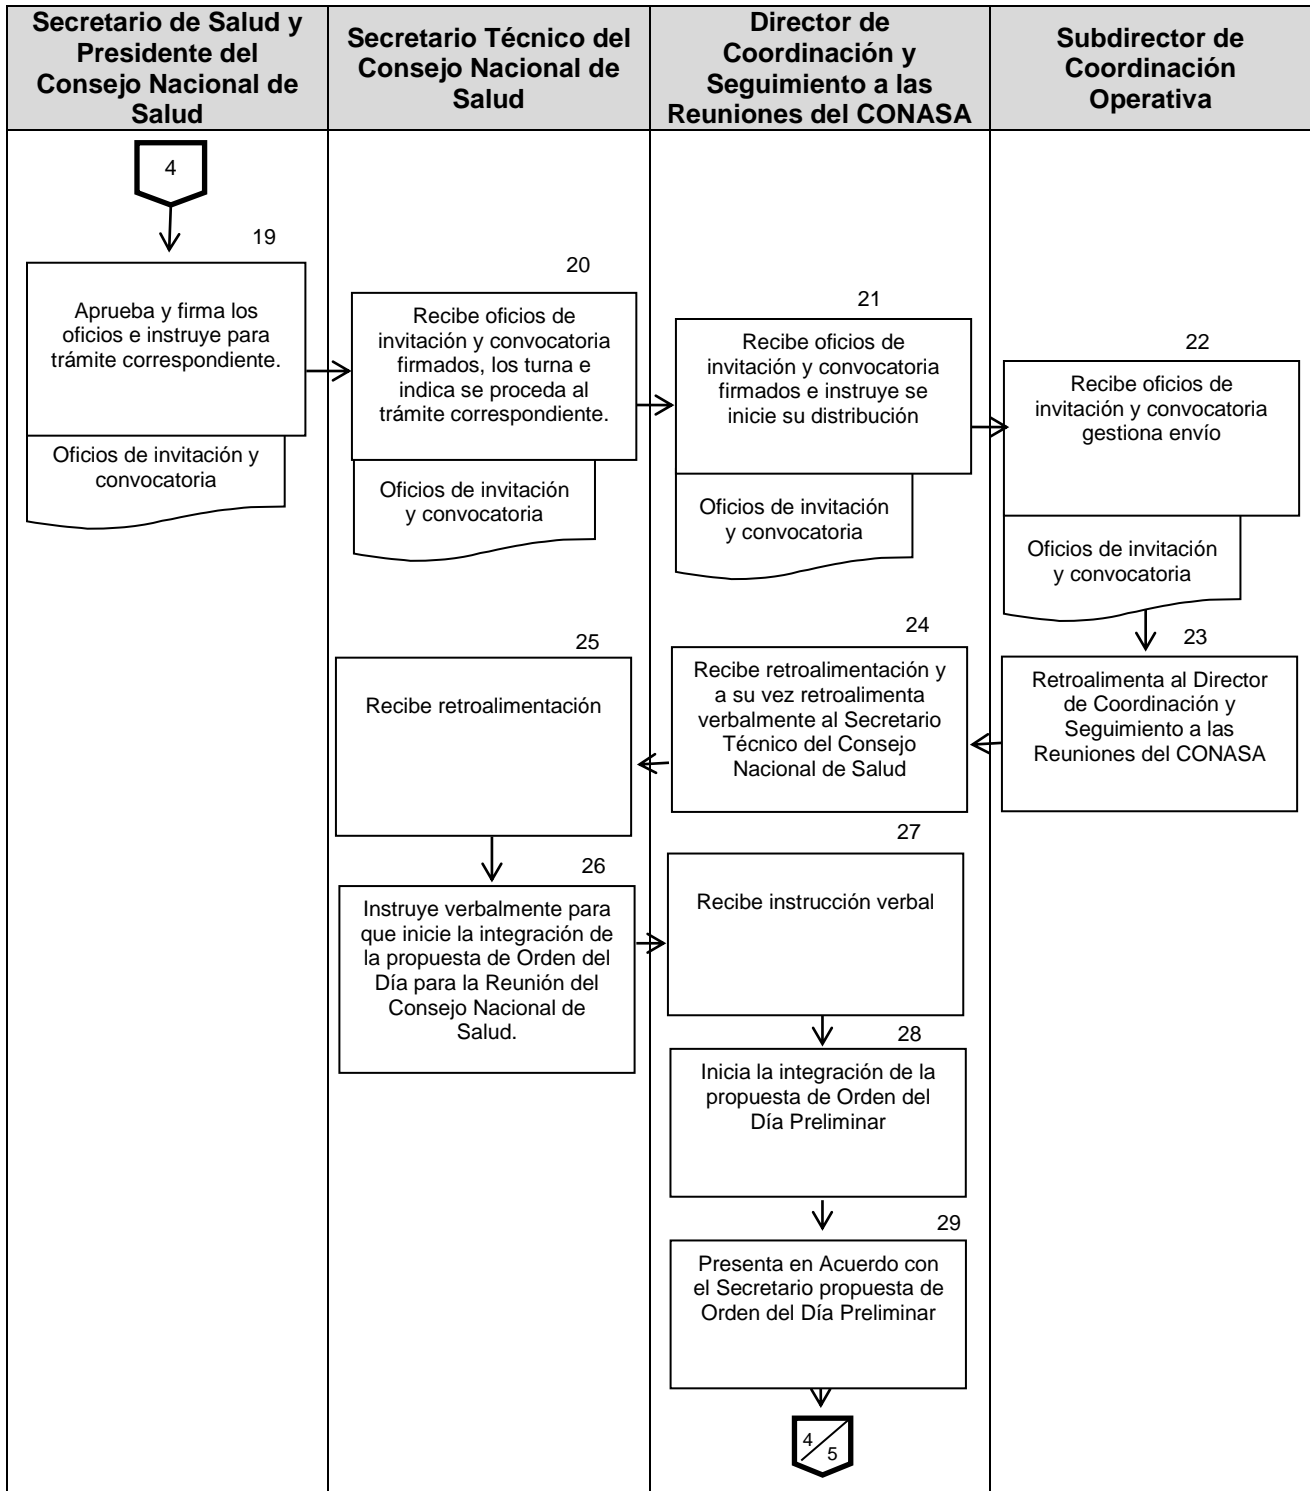 Secretario de Salud y
Presidente del
Consejo Nacional de
Salud
Secretario Técnico del
Consejo Nacional de
Salud
Director de
Coordinación y
Seguimiento a las
Reuniones del CONASA
Subdirector de
Coordinación
Operativa
4
19
Aprueba y firma los
oficios e instruye para
trámite correspondiente.
Oficios de invitación y
convocatoria
20
Recibe oficios de
invitación y convocatoria
firmados, los turna e
indica se proceda al
trámite correspondiente.
Oficios de invitación
y convocatoria
21
Recibe oficios de
invitación y convocatoria
firmados e instruye se
inicie su distribución
Oficios de invitación
y convocatoria
22
Recibe oficios de
invitación y convocatoria
gestiona envío
Oficios de invitación
y convocatoria
23
Retroalimenta al Director
de Coordinación y
Seguimiento a las
Reuniones del CONASA
24
Recibe retroalimentación y
a su vez retroalimenta
verbalmente al Secretario
Técnico del Consejo
Nacional de Salud
25
Recibe retroalimentación
26
Instruye verbalmente para
que inicie la integración de
la propuesta de Orden del
Día para la Reunión del
Consejo Nacional de
Salud.
27
Recibe instrucción verbal
28
Inicia la integración de la
propuesta de Orden del
Día Preliminar
29
Presenta en Acuerdo con
el Secretario propuesta de
Orden del Día Preliminar
4
5